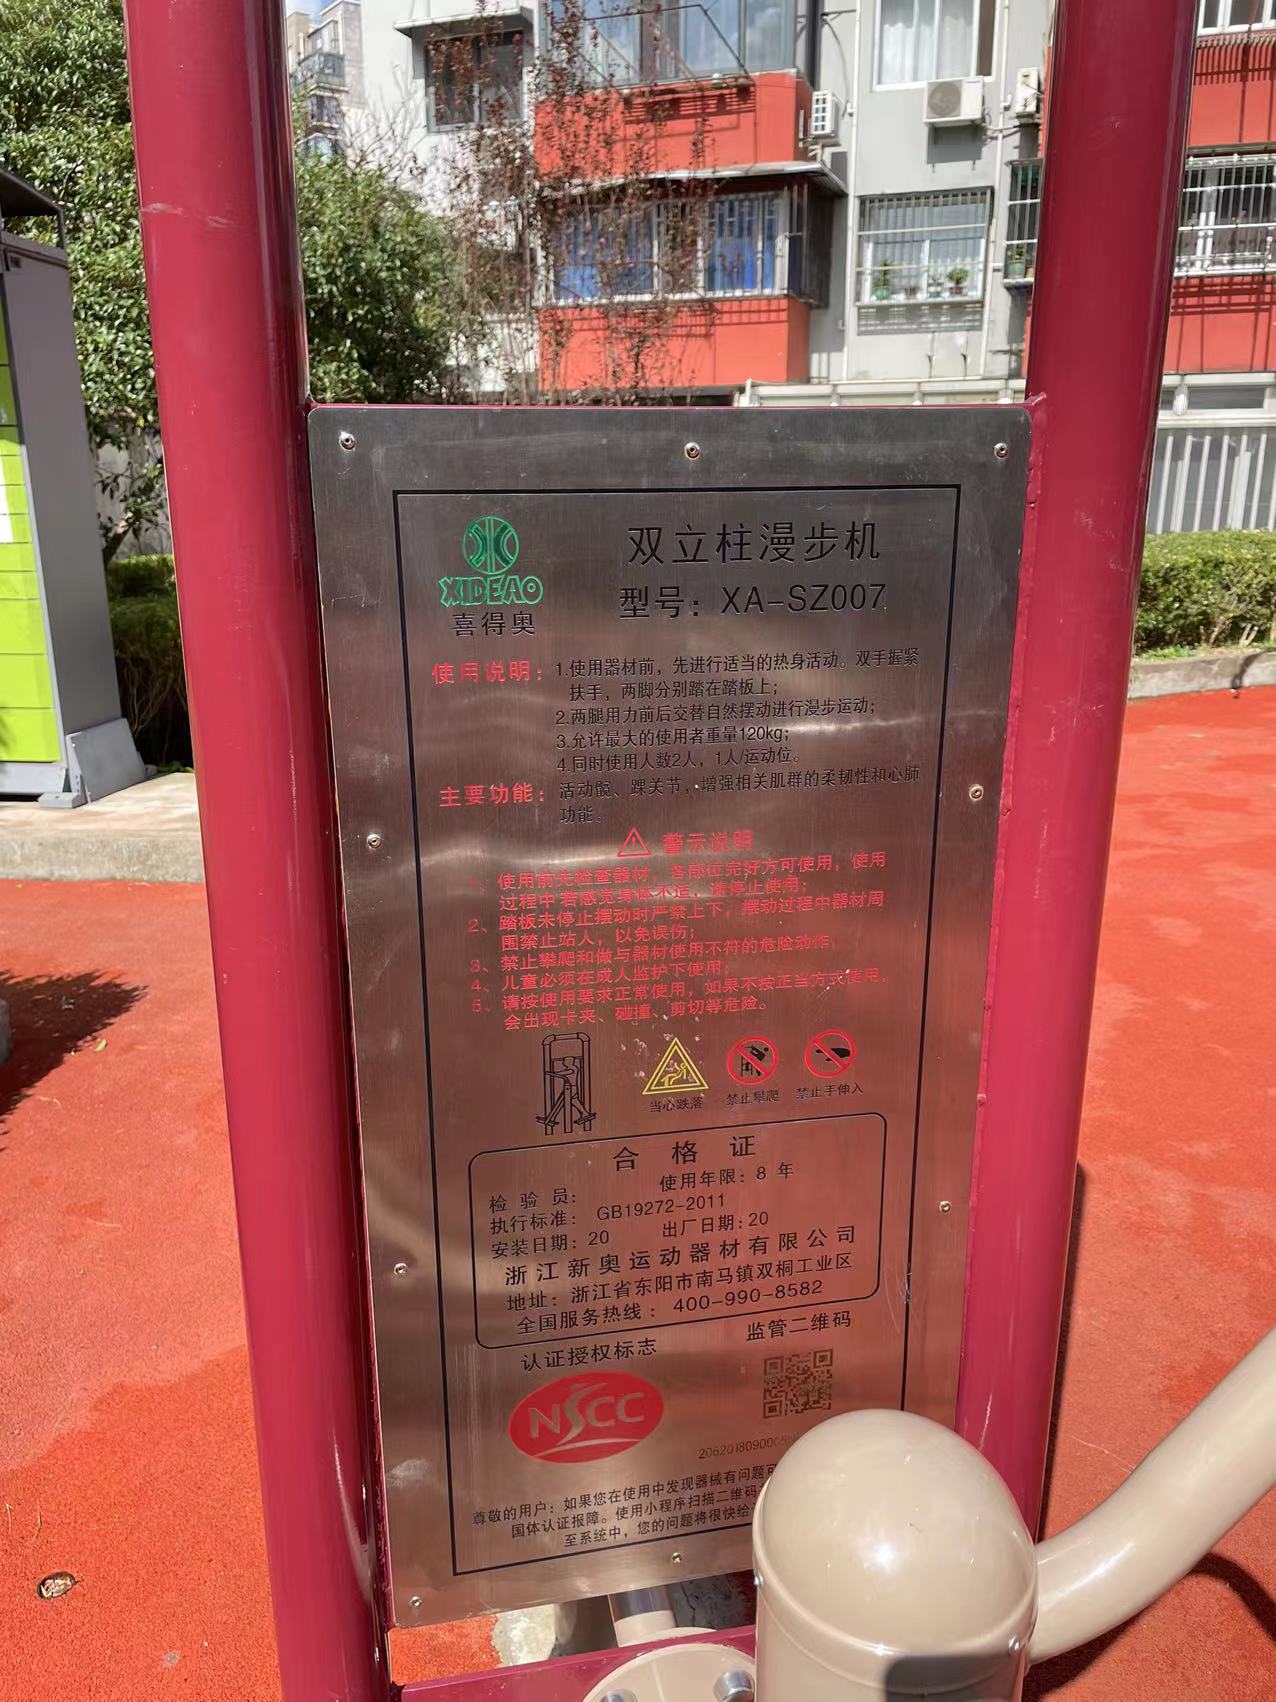 XIDEAO
喜得奥
双立柱漫步机
型号：XA-SZ007
使用说明：1.使用器材前，先进行适当的热身活动。双手握紧
扶手，两脚分别踏在踏板上；
2.两腿用力前后交替自然摆动进行漫步运动；
3.允许最大的使用者重量120kg；
4.同时使用人数2人，1人/运动位。
主要功能：活动髋、踝关节，增强相关肌群的柔韧性和心肺
功能。
警示说明
1、使用前先检查器材，各部位完好方可使用，使用
过程中若感觉身体不适，请停止使用；
2、踏板未停止摆动时严禁上下，摆动过程中器材周
围禁止站人，以免误伤；
3、禁止攀爬和做与器材使用不符的危险动作；
4、儿童必须在成人监护下使用；
5、请按使用要求正常使用，如果不按正当方式使用，
会出现卡夹、碰撞、剪切等危险。
当心跌落 禁止攀爬 禁止手伸入
合格证
检验员： 使用年限：8 年
执行标准： GB19272-2011
安装日期：20 出厂日期：20
浙江新奥运动器材有限公司
地址：浙江省东阳市南马镇双桐工业区
全国服务热线：400-990-8582
认证授权标志 监管二维码
NSCC
20620180900
尊敬的用户：如果您在使用中发现器械有问题
国体认证报障。使用小程序扫描二维码
至系统中，您的问题将很快给